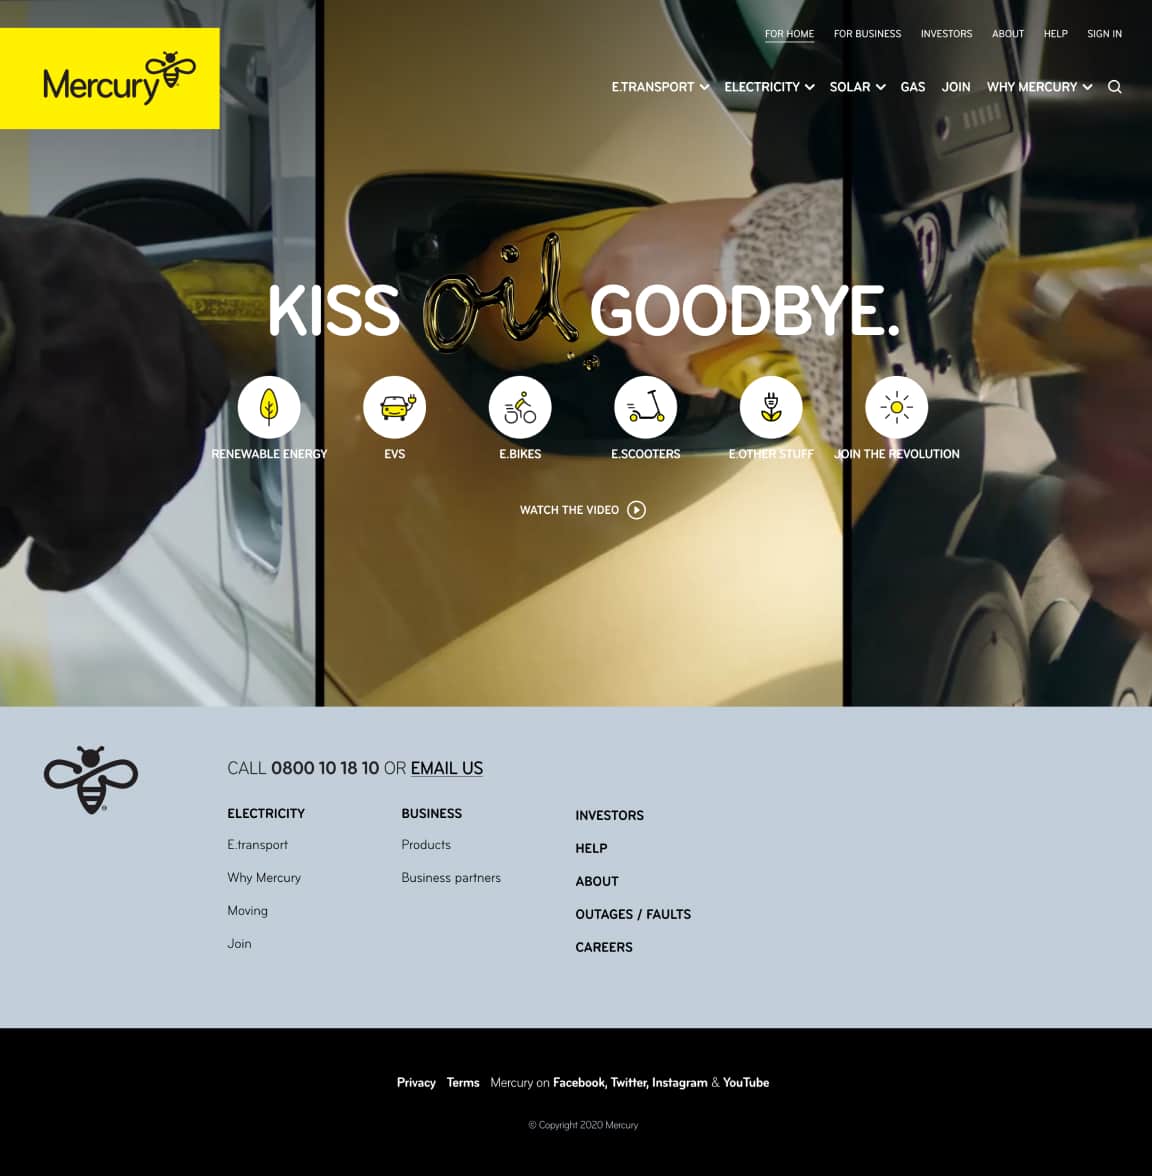 Mercury
FOR HOME FOR BUSINESS INVESTORS ABOUT HELP SIGN IN
E.TRANSPORT ELECTRICITY SOLAR GAS JOIN WHY MERCURY
KISS oil GOODBYE.
RENEWABLE ENERGY EVS E.BIKES E.SCOOTERS E.OTHER STUFF JOIN THE REVOLUTION
WATCH THE VIDEO
CALL 0800 10 18 10 OR EMAIL US
ELECTRICITY
E.transport
Why Mercury
Moving
Join
BUSINESS
Products
Business partners
INVESTORS
HELP
ABOUT
OUTAGES / FAULTS
CAREERS
Privacy Terms Mercury on Facebook, Twitter, Instagram & YouTube
© Copyright 2020 Mercury